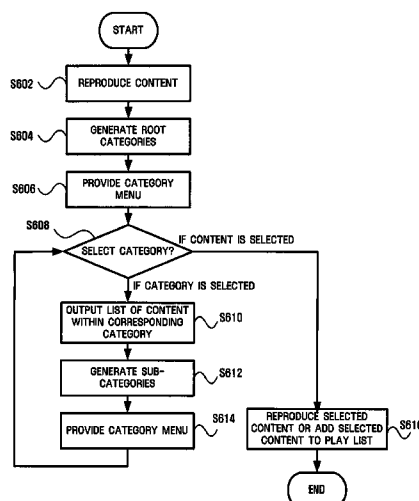 START
S602
REPRODUCE CONTENT
S604
GENERATE ROOT
CATEGORIES
S606
PROVIDE CATEGORY
MENU
S608
SELECT CATEGORY?
IF CONTENT IS SELECTED
IF CATEGORY IS SELECTED
OUTPUT LIST OF CONTENT
WITHIN CORRESPONDING
CATEGORY
S610
GENERATE SUB-
CATEGORIES
S612
PROVIDE CATEGORY MENU
S614
REPRODUCE SELECTED
CONTENT OR ADD SELECTED
CONTENT TO PLAY LIST
S616
END